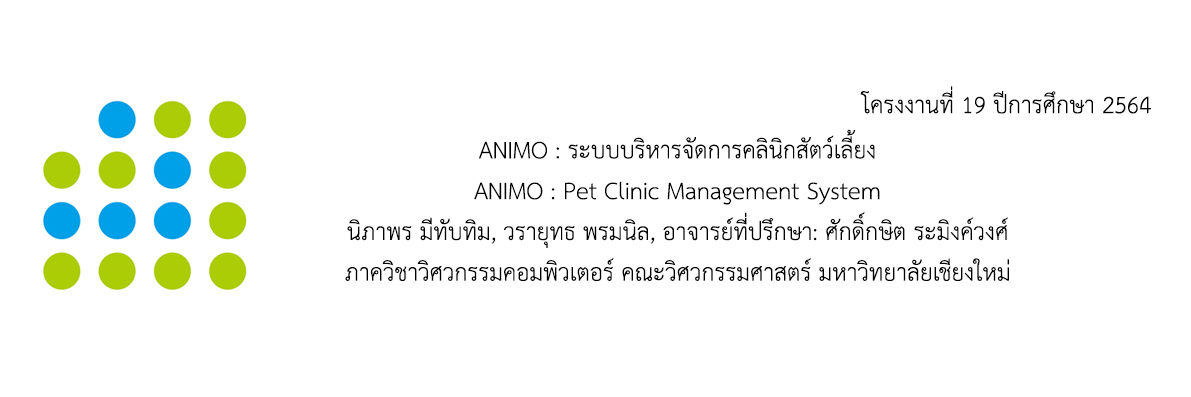 โครงงานที่ 19 ปีการศึกษา 2564
ANIMO : ระบบบริหารจัดการคลินิกสัตว์เลี้ยง
ANIMO : Pet Clinic Management System
นิภาพร มีทับทิม, วรายุทธ พรมนิล, อาจารย์ที่ปรึกษา: ศักดิ์กษิต ระมิงค์วงศ์
ภาควิชาวิศวกรรมคอมพิวเตอร์ คณะวิศวกรรมศาสตร์ มหาวิทยาลัยเชียงใหม่